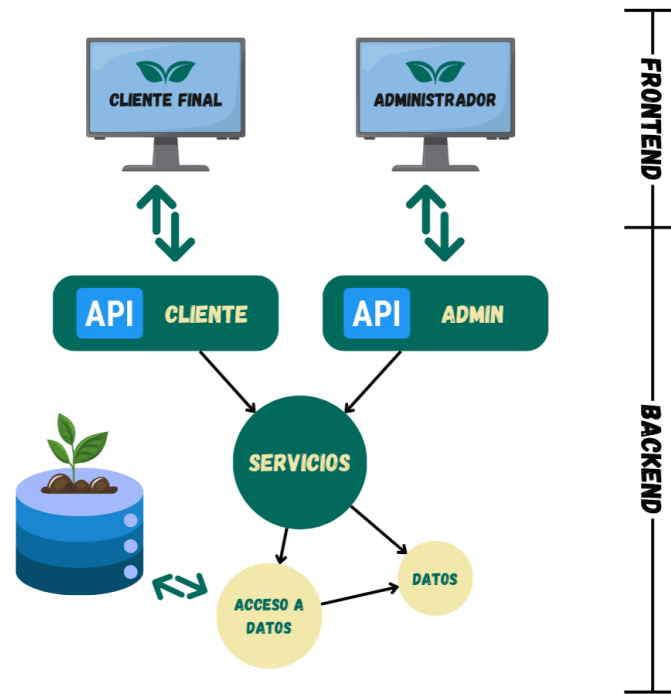 CLIENTE FINAL
ADMINISTRADOR
FRONTEND
API CLIENTE
API ADMIN
BACKEND
SERVICIOS
DATOS
ACCESO A
DATOS